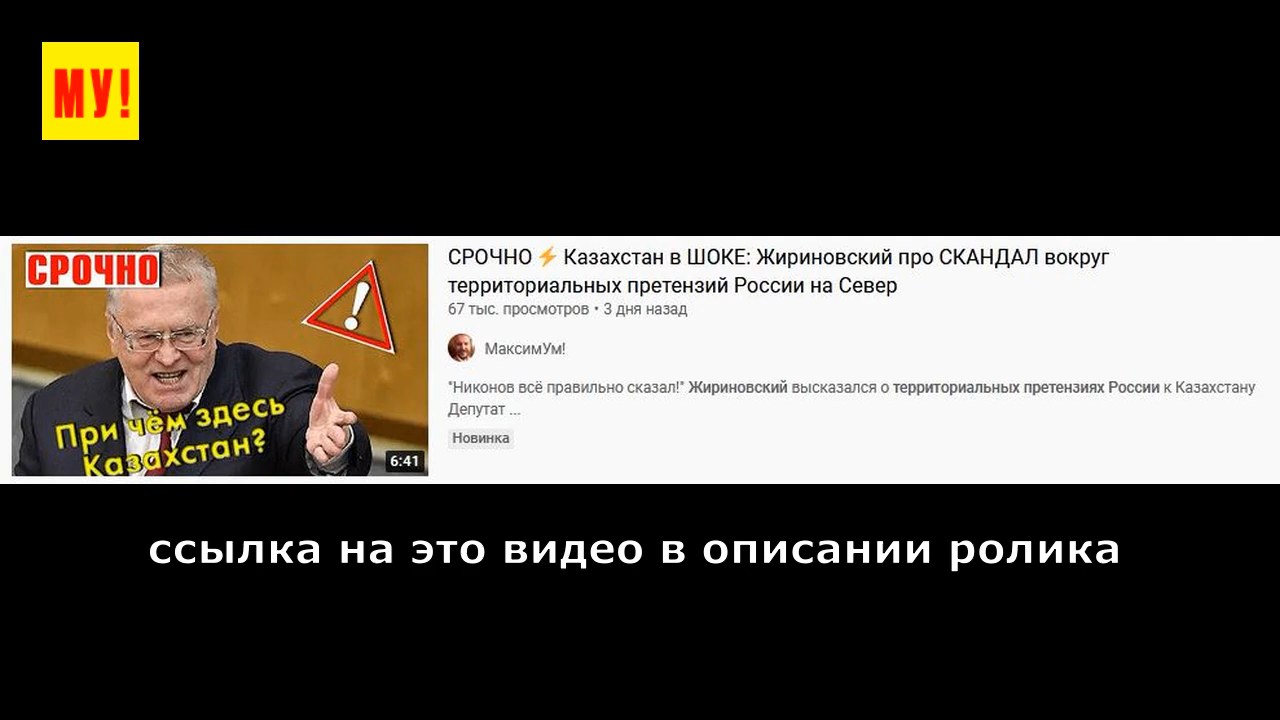 МУ!
СРОЧНО
При чём здесь
Казахстан?
6:41
СРОЧНО⚡Казахстан в ШОКЕ: Жириновский про СКАНДАЛ вокруг
территориальных претензий России на Север
67 тыс. просмотров • 3 дня назад
МаксимУм!
"Никонов всё правильно сказал!" Жириновский высказался о территориальных претензиях России к Казахстану
Депутат ...
Новинка
ссылка на это видео в описании ролика